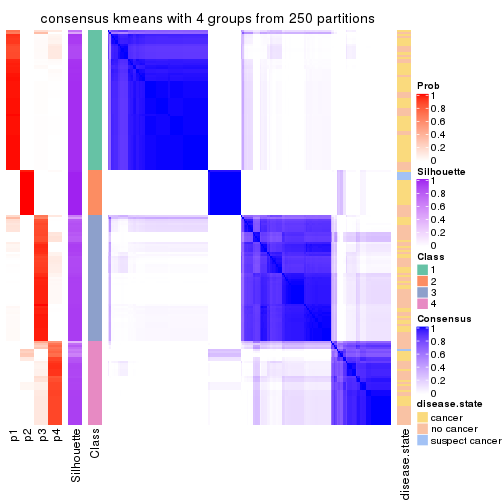 consensus kmeans with 4 groups from 250 partitions
Prob
1
0.8
0.6
0.4
0.2
0
Silhouette
1
0.8
0.6
0.4
0.2
0
Class
1
2
3
4
Consensus
1
0.8
0.6
0.4
0.2
0
disease.state
cancer
no cancer
suspect cancer
p1
p2
p3
p4
Silhouette
Class
disease.state